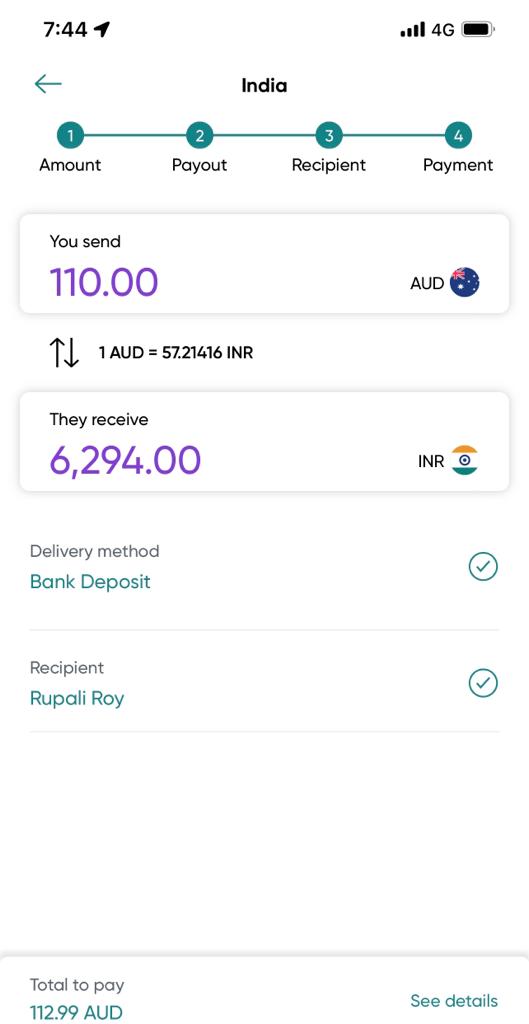 7:44
4G
India
1
2
3
4
Amount
Payout
Recipient
Payment
You send
110.00
AUD
1 AUD = 57.21416 INR
They receive
6,294.00
INR
Delivery method
Bank Deposit
Recipient
Rupali Roy
Total to pay
112.99 AUD
See details